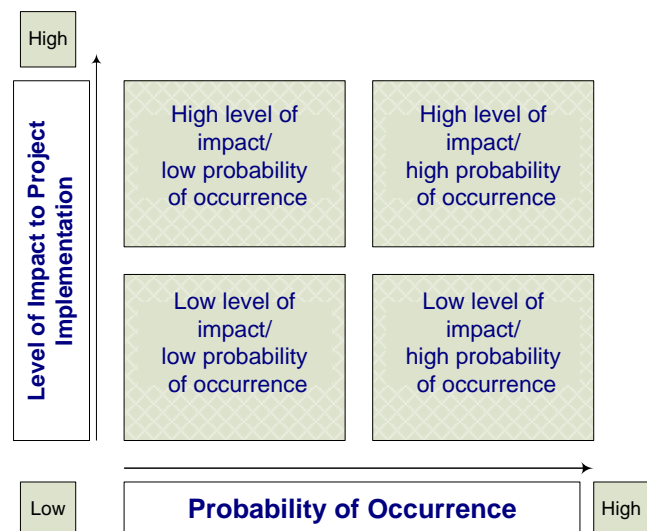 High
Level of Impact to Project
Implementation
High level of
impact/
low probability
of occurrence
High level of
impact/
high probability
of occurrence
Low level of
impact/
low probability
of occurrence
Low level of
impact/
high probability
of occurrence
Low
Probability of Occurrence
High